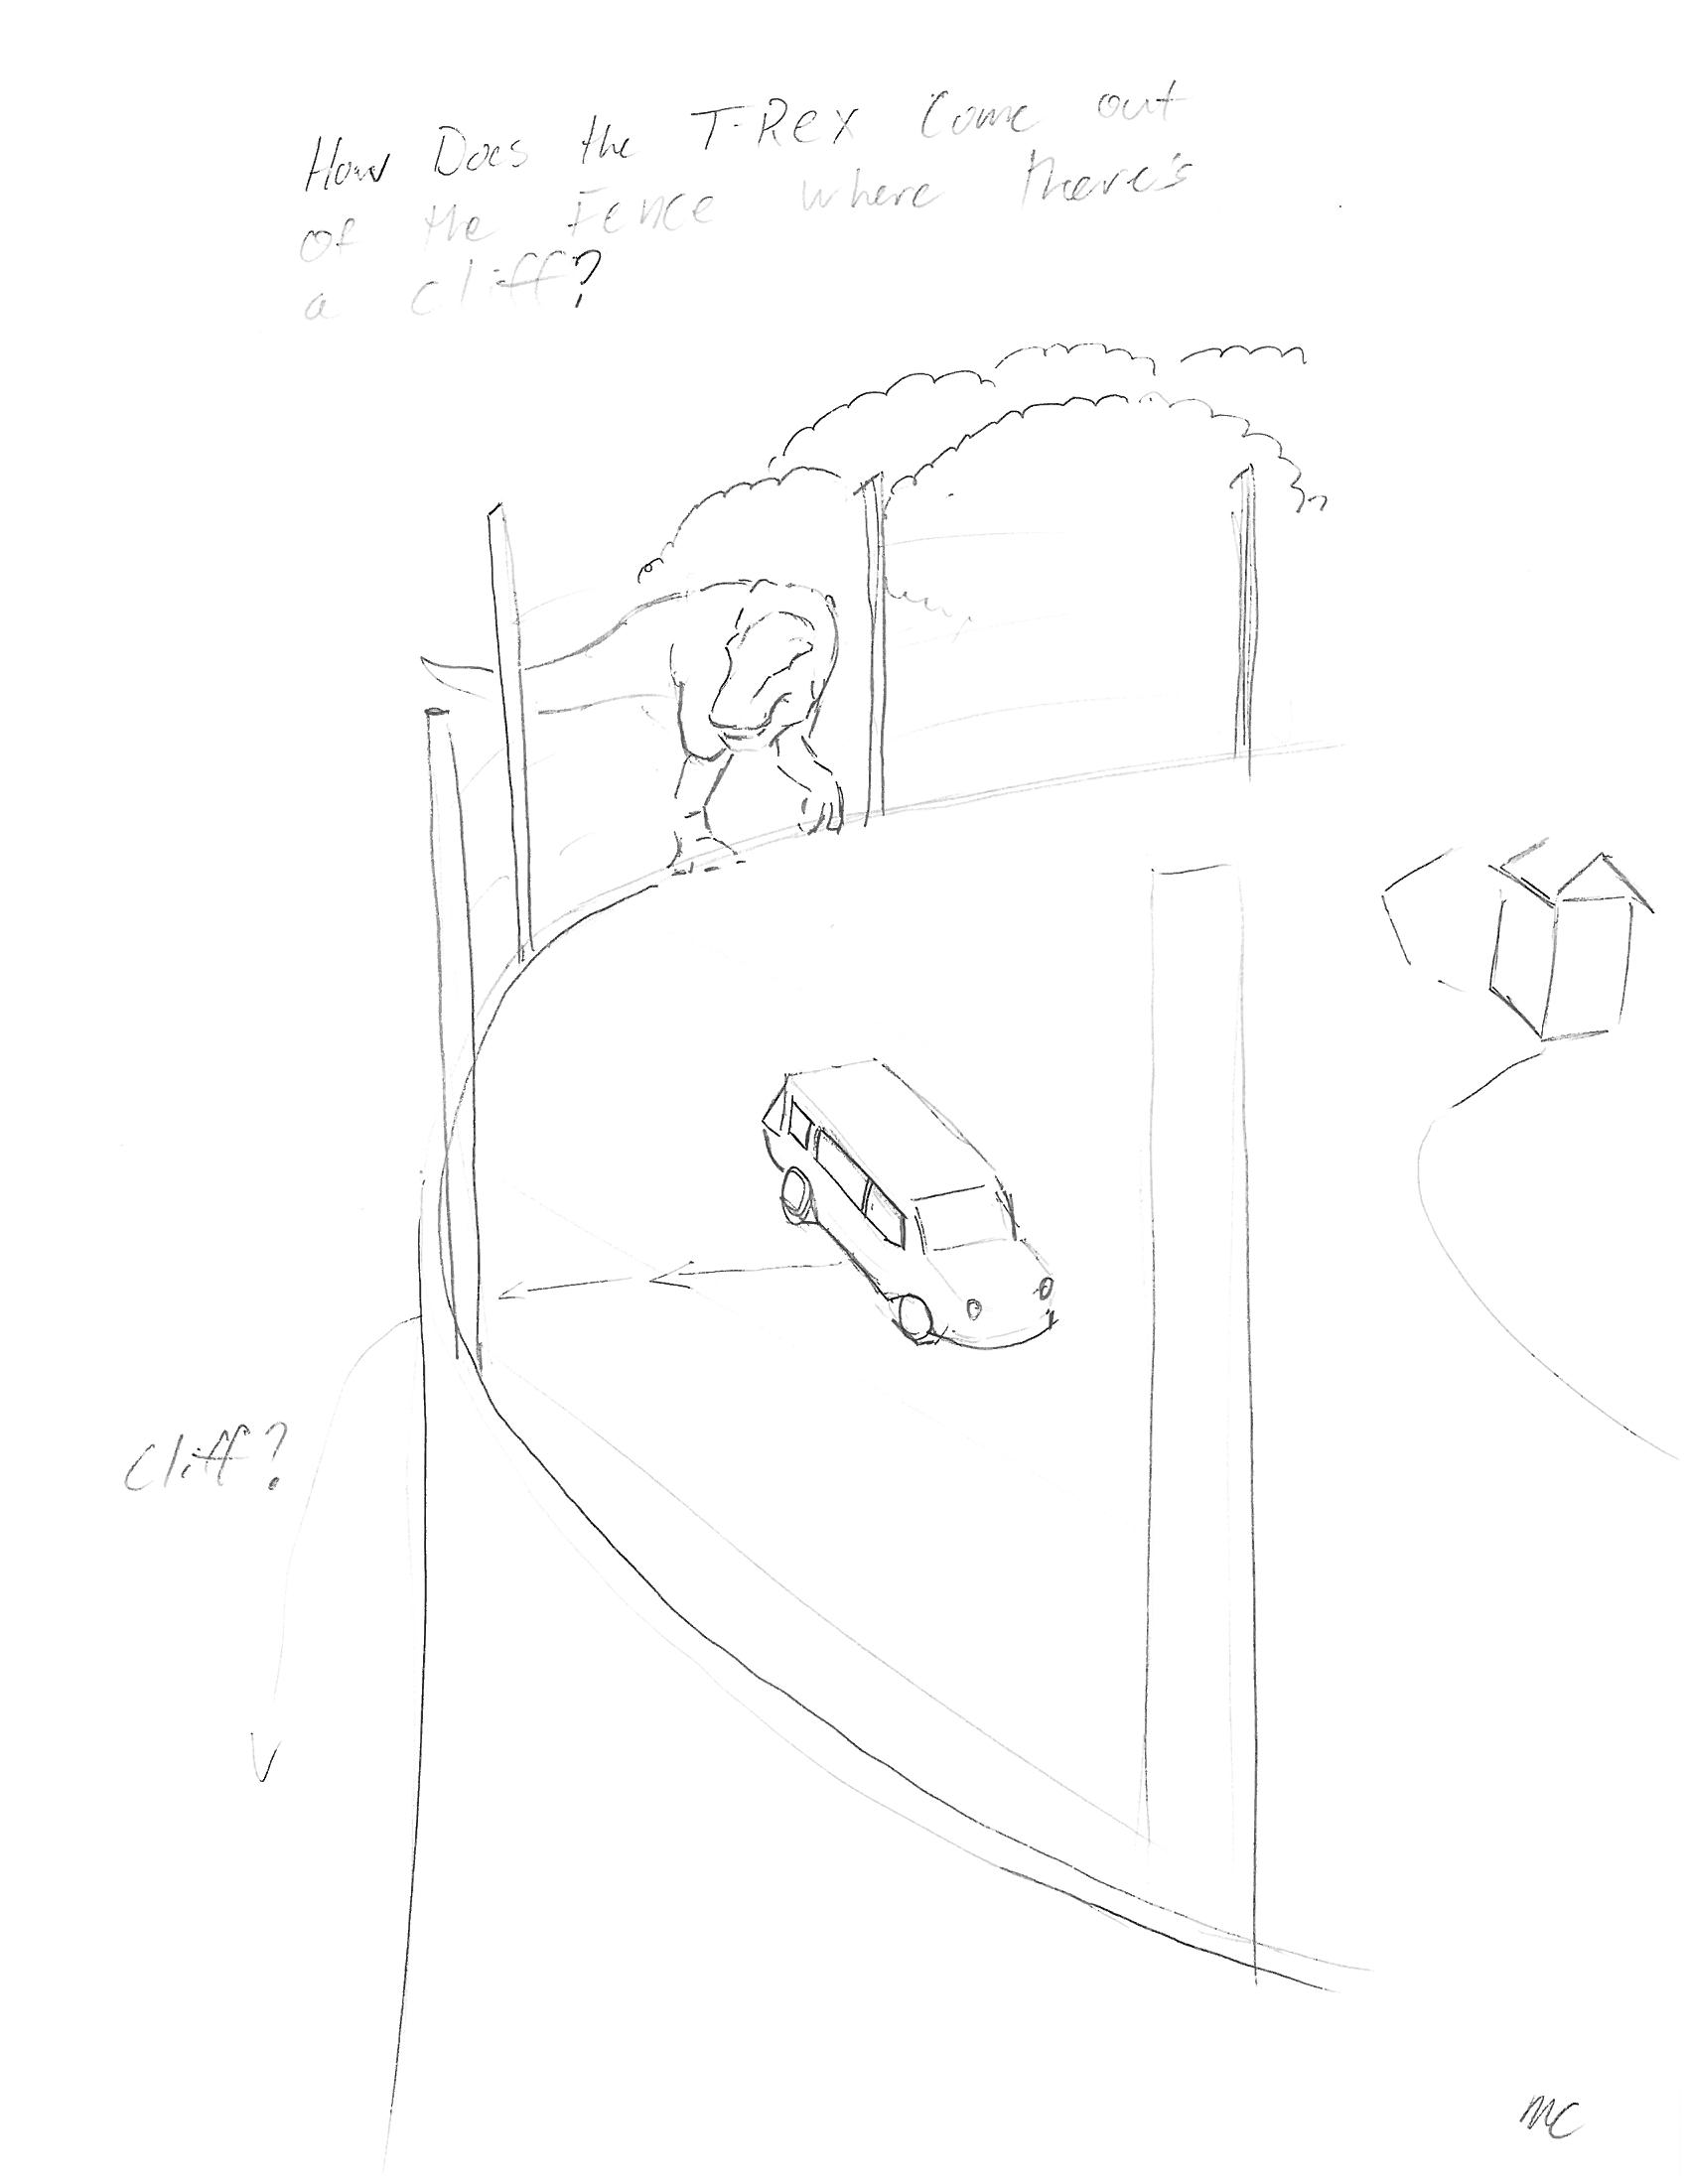 How Does the T-Rex Come out
of the Fence where there's
a cliff?
Cliff?
MC